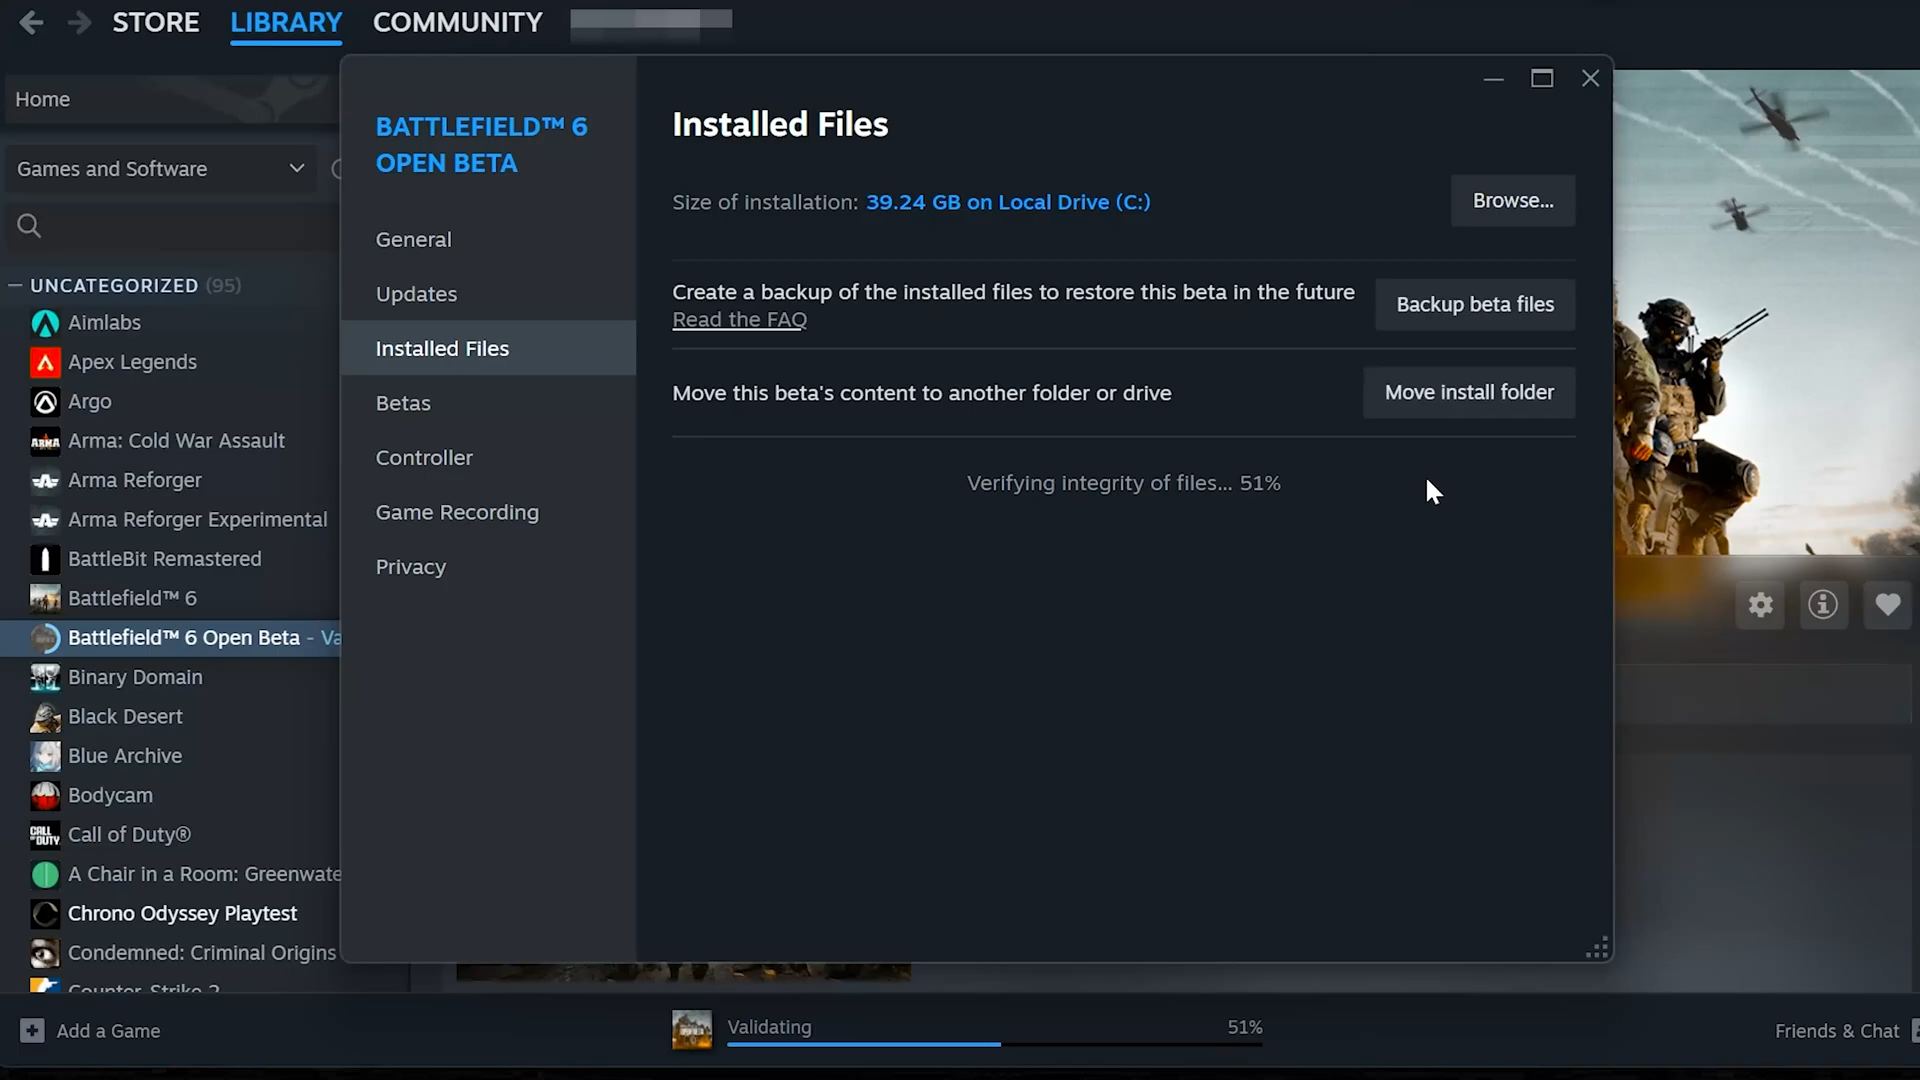 STORE LIBRARY COMMUNITY
Home
Games and Software
UNCATEGORIZED (95)
Aimlabs
Apex Legends
Argo
ARMA Arma: Cold War Assault
Arma Reforger
Arma Reforger Experimental
BattleBit Remastered
Battlefield™ 6
Battlefield™ 6 Open Beta - Va
Binary Domain
Black Desert
Blue Archive
Bodycam
CALL OF DUTY Call of Duty®
A Chair in a Room: Greenwate
Chrono Odyssey Playtest
Condemned: Criminal Origins
Counter-Strike 2
BATTLEFIELD™ 6
OPEN BETA
General
Updates
Installed Files
Betas
Controller
Game Recording
Privacy
Installed Files
Size of installation: 39.24 GB on Local Drive (C:)
Browse...
Create a backup of the installed files to restore this beta in the future
Read the FAQ
Backup beta files
Move this beta's content to another folder or drive
Move install folder
Verifying integrity of files... 51%
Add a Game
Validating 51%
Friends & Chat